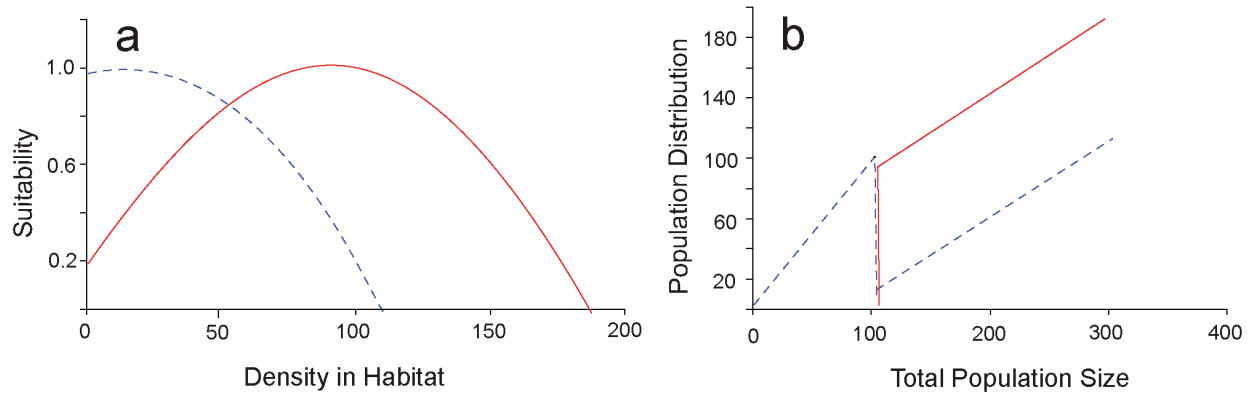 a
1.0
0.6
0.2
Suitability
0 50 100 150 200
Density in Habitat
b
180
140
100
60
20
Population Distribution
0 100 200 300 400
Total Population Size